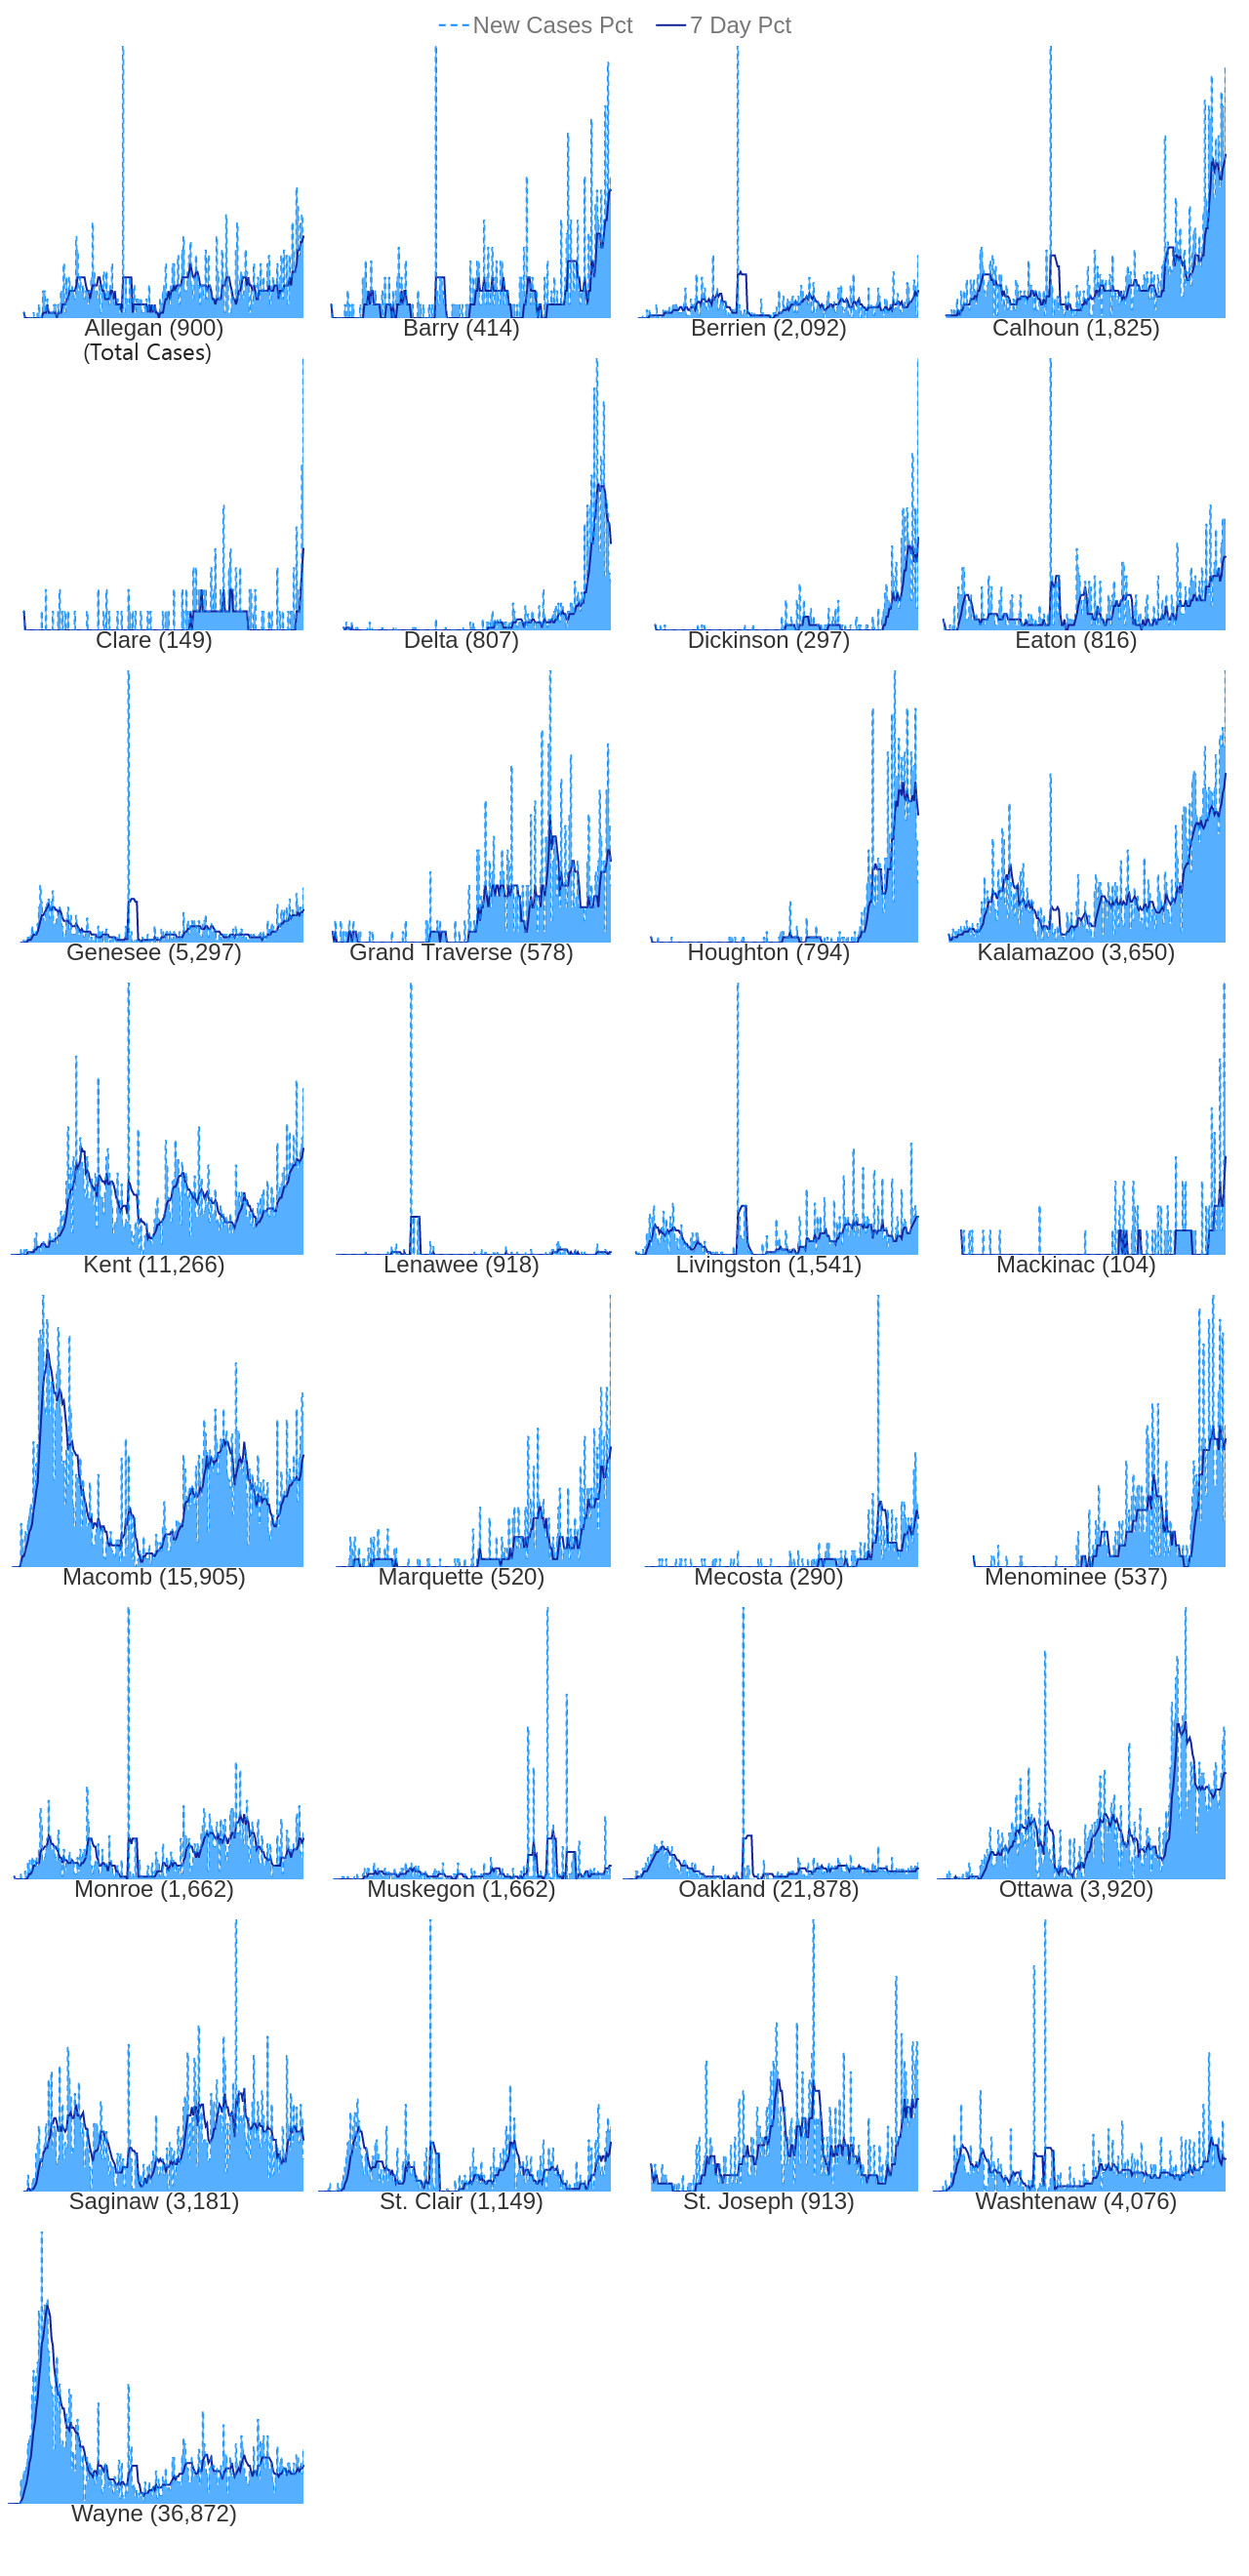 New Cases Pct 7 Day Pct
Allegan (900) Barry (414) Berrien (2,092) Calhoun (1,825)
(Total Cases)
Clare (149) Delta (807) Dickinson (297) Eaton (816)
Genesee (5,297) Grand Traverse (578) Houghton (794) Kalamazoo (3,650)
Kent (11,266) Lenawee (918) Livingston (1,541) Mackinac (104)
Macomb (15,905) Marquette (520) Mecosta (290) Menominee (537)
Monroe (1,662) Muskegon (1,662) Oakland (21,878) Ottawa (3,920)
Saginaw (3,181) St. Clair (1,149) St. Joseph (913) Washtenaw (4,076)
Wayne (36,872)